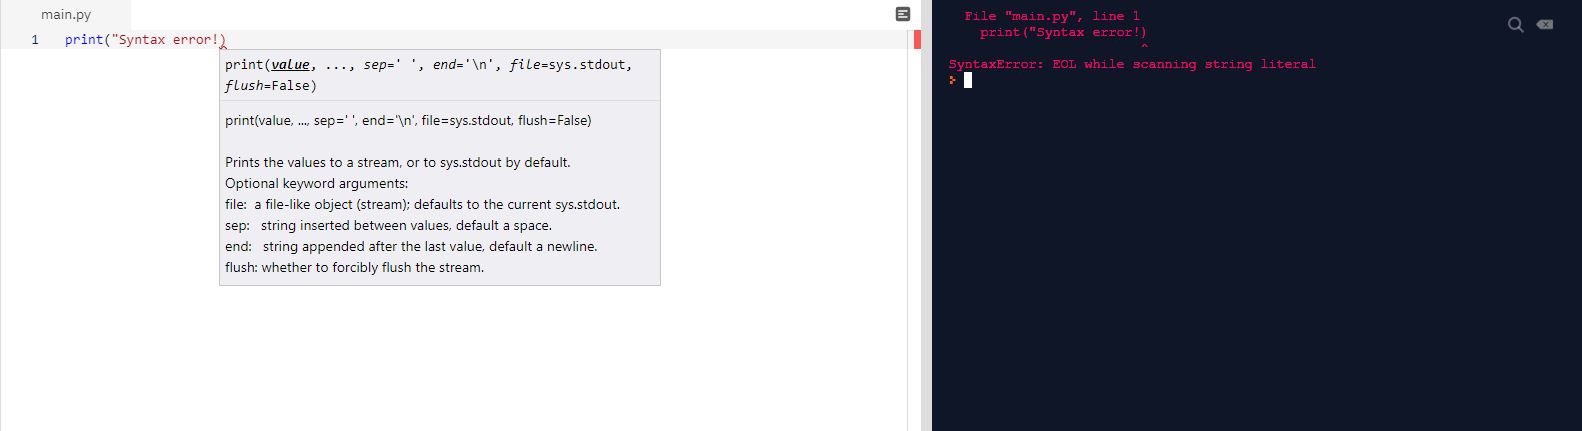 main.py
1 print("Syntax error!)
print(value, ..., sep=' ', end='\n', file=sys.stdout,
flush=False)
print(value, ..., sep=' ', end='\n', file=sys.stdout, flush=False)
Prints the values to a stream, or to sys.stdout by default.
Optional keyword arguments:
file: a file-like object (stream); defaults to the current sys.stdout.
sep: string inserted between values, default a space.
end: string appended after the last value, default a newline.
flush: whether to forcibly flush the stream.
File "main.py", line 1
print("Syntax error!)
^
SyntaxError: EOL while scanning string literal